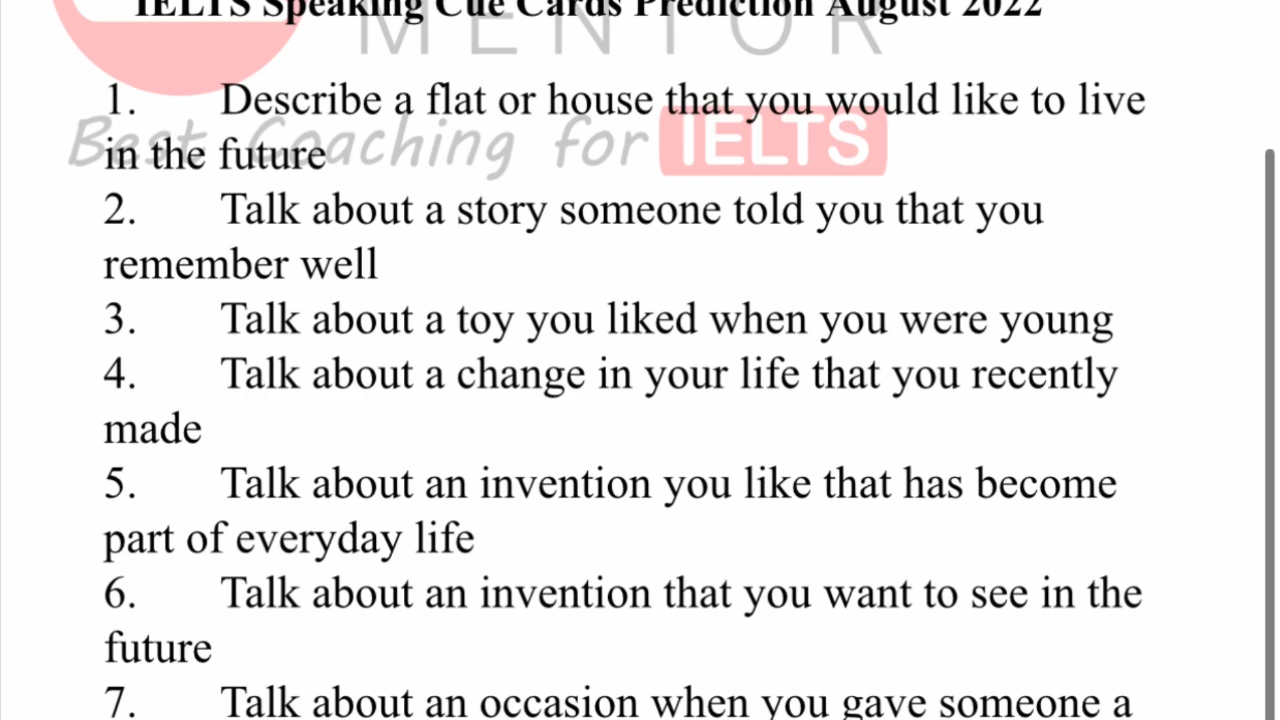 IELTS Speaking Cue Cards Prediction August 2022
MENTOR
Best Coaching for IELTS
1. Describe a flat or house that you would like to live
in the future
2. Talk about a story someone told you that you
remember well
3. Talk about a toy you liked when you were young
4. Talk about a change in your life that you recently
made
5. Talk about an invention you like that has become
part of everyday life
6. Talk about an invention that you want to see in the
future
7. Talk about an occasion when you gave someone a